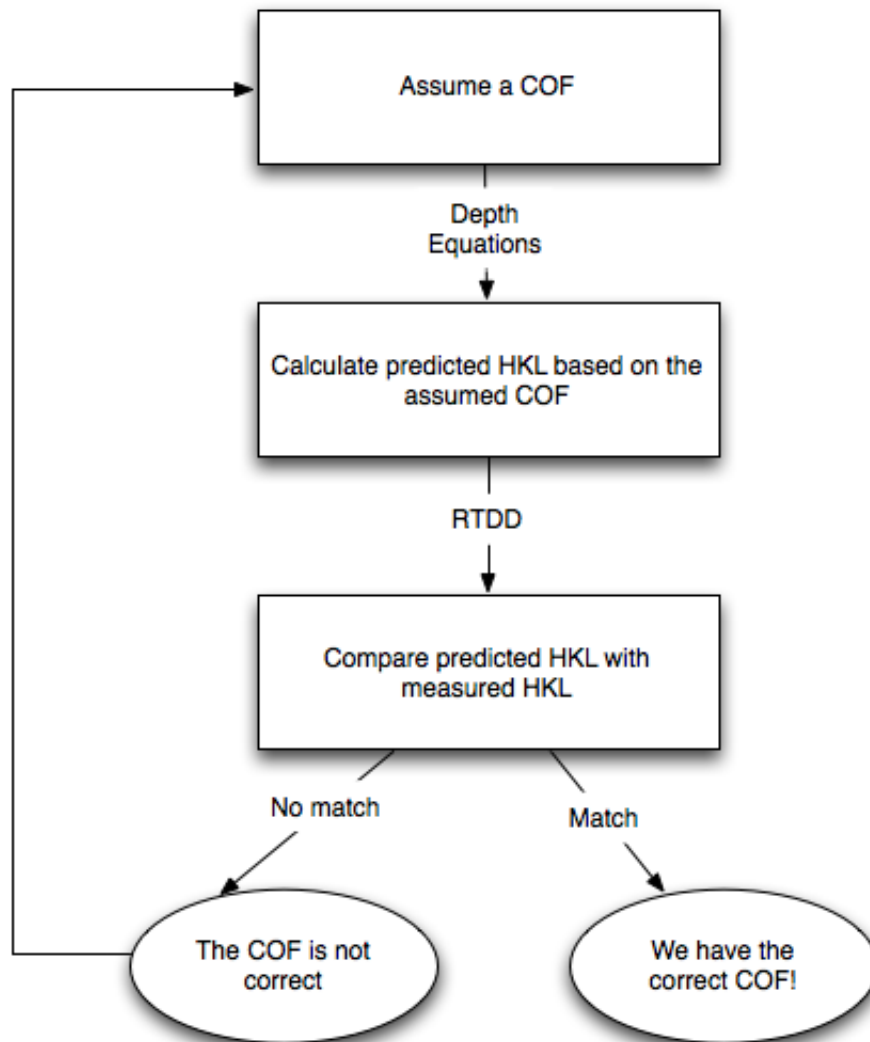 Assume a COF
Depth
Equations
Calculate predicted HKL based on the
assumed COF
RTDD
Compare predicted HKL with
measured HKL
No match
Match
The COF is not
correct
We have the
correct COF!